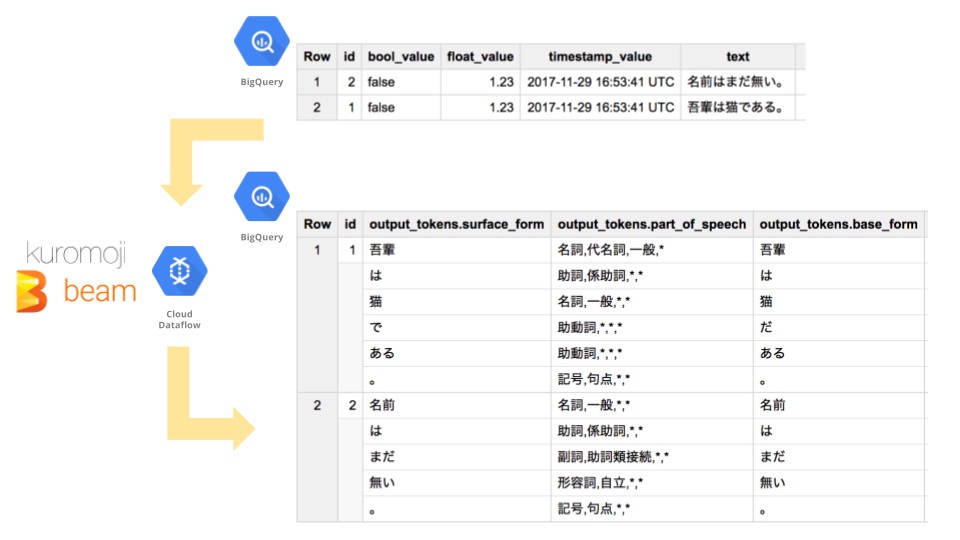 BigQuery
Row id bool_value float_value timestamp_value text
1 2 false 1.23 2017-11-29 16:53:41 UTC 名前はまだ無い。
2 1 false 1.23 2017-11-29 16:53:41 UTC 吾輩は猫である。
BigQuery
kuromoji
beam
Cloud
Dataflow
Row id output_tokens.surface_form output_tokens.part_of_speech output_tokens.base_form
1 1 吾輩 名詞,代名詞,一般,* 吾輩
は 助詞,係助詞,*,* は
猫 名詞,一般,*,* 猫
で 助動詞,*,*,* だ
ある 助動詞,*,*,* ある
。 記号,句点,*,* 。
2 2 名前 名詞,一般,*,* 名前
は 助詞,係助詞,*,* は
まだ 副詞,助詞類接続,*,* まだ
無い 形容詞,自立,*,* 無い
。 記号,句点,*,* 。